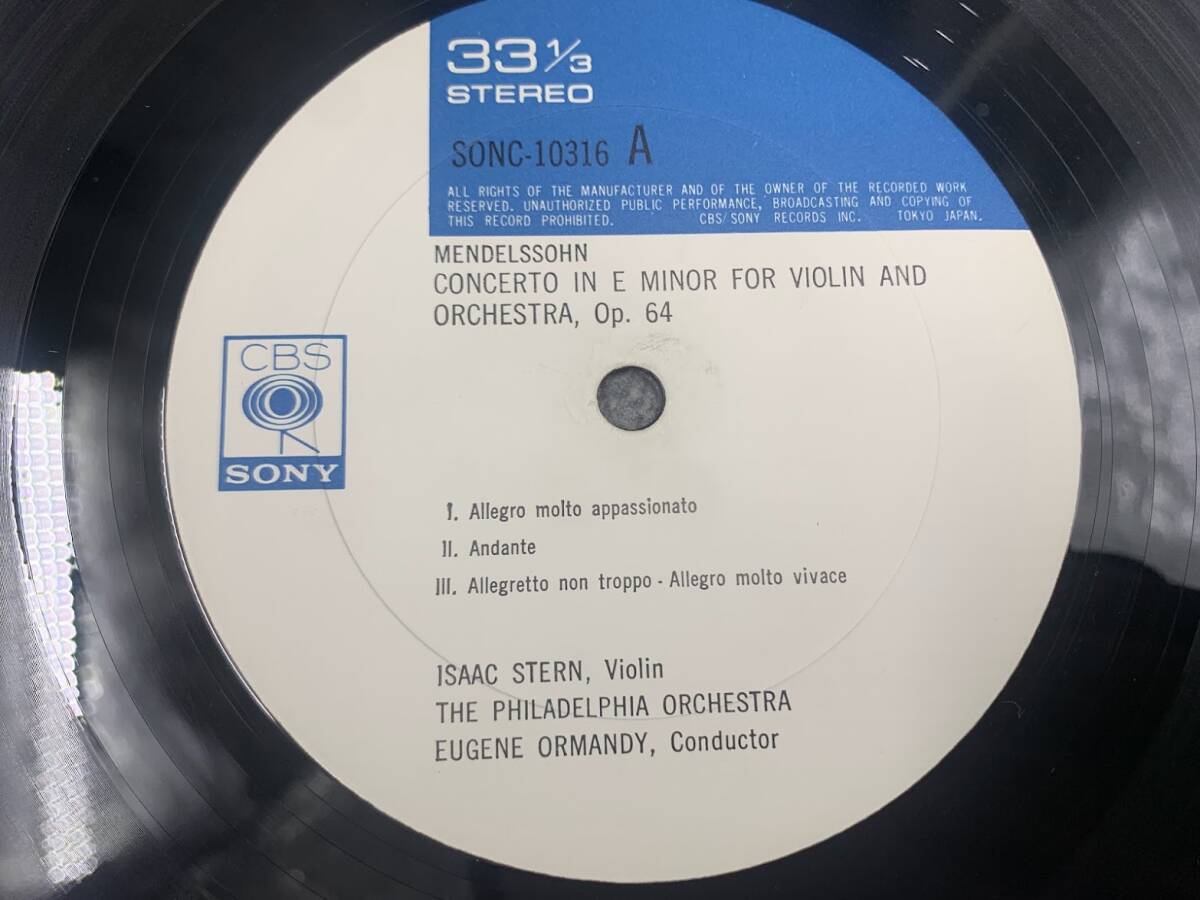 33 1/3
STEREO
SONC-10316 A
ALL RIGHTS OF THE MANUFACTURER AND OF THE OWNER OF THE RECORDED WORK
RESERVED. UNAUTHORIZED PUBLIC PERFORMANCE, BROADCASTING AND COPYING OF
THIS RECORD PROHIBITED. CBS/SONY RECORDS INC. TOKYO JAPAN.
MENDELSSOHN
CONCERTO IN E MINOR FOR VIOLIN AND
ORCHESTRA, Op. 64
CBS
SONY
I. Allegro molto appassionato
II. Andante
III. Allegretto non troppo - Allegro molto vivace
ISAAC STERN, Violin
THE PHILADELPHIA ORCHESTRA
EUGENE ORMANDY, Conductor